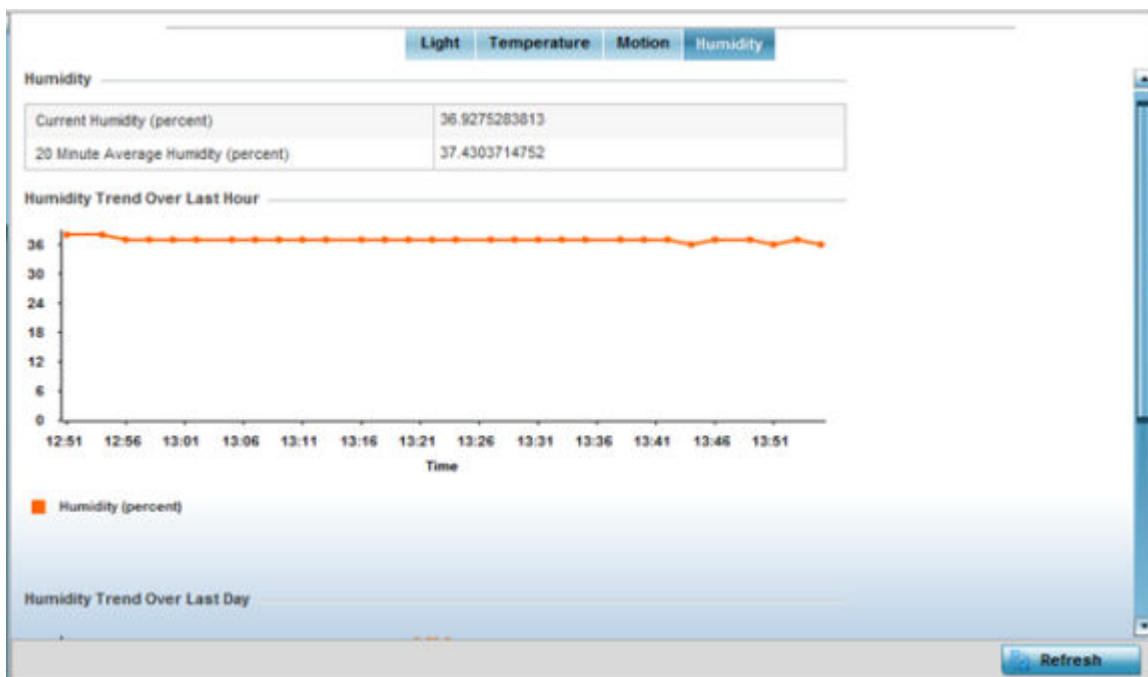 Light Temperature Motion Humidity
Humidity
Current Humidity (percent) 36.9275283813
20 Minute Average Humidity (percent) 37.4303714752
Humidity Trend Over Last Hour
36
30
24
18
12
6
0
12:51 12:56 13:01 13:06 13:11 13:16 13:21 13:26 13:31 13:36 13:41 13:46 13:51
Time
Humidity (percent)
Humidity Trend Over Last Day
Refresh